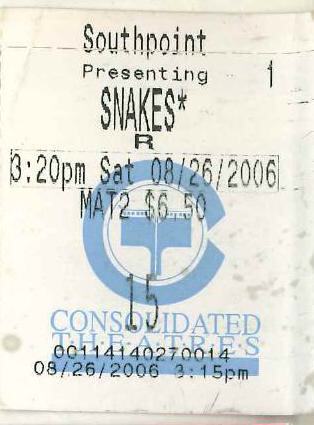 Southpoint
Presenting 1
SNAKES*
R
3:20pm Sat 08/26/2006
MAT2 $6.50
15
CONSOLIDATED
THEATRES
00114140270014
08/26/2006 3:15pm